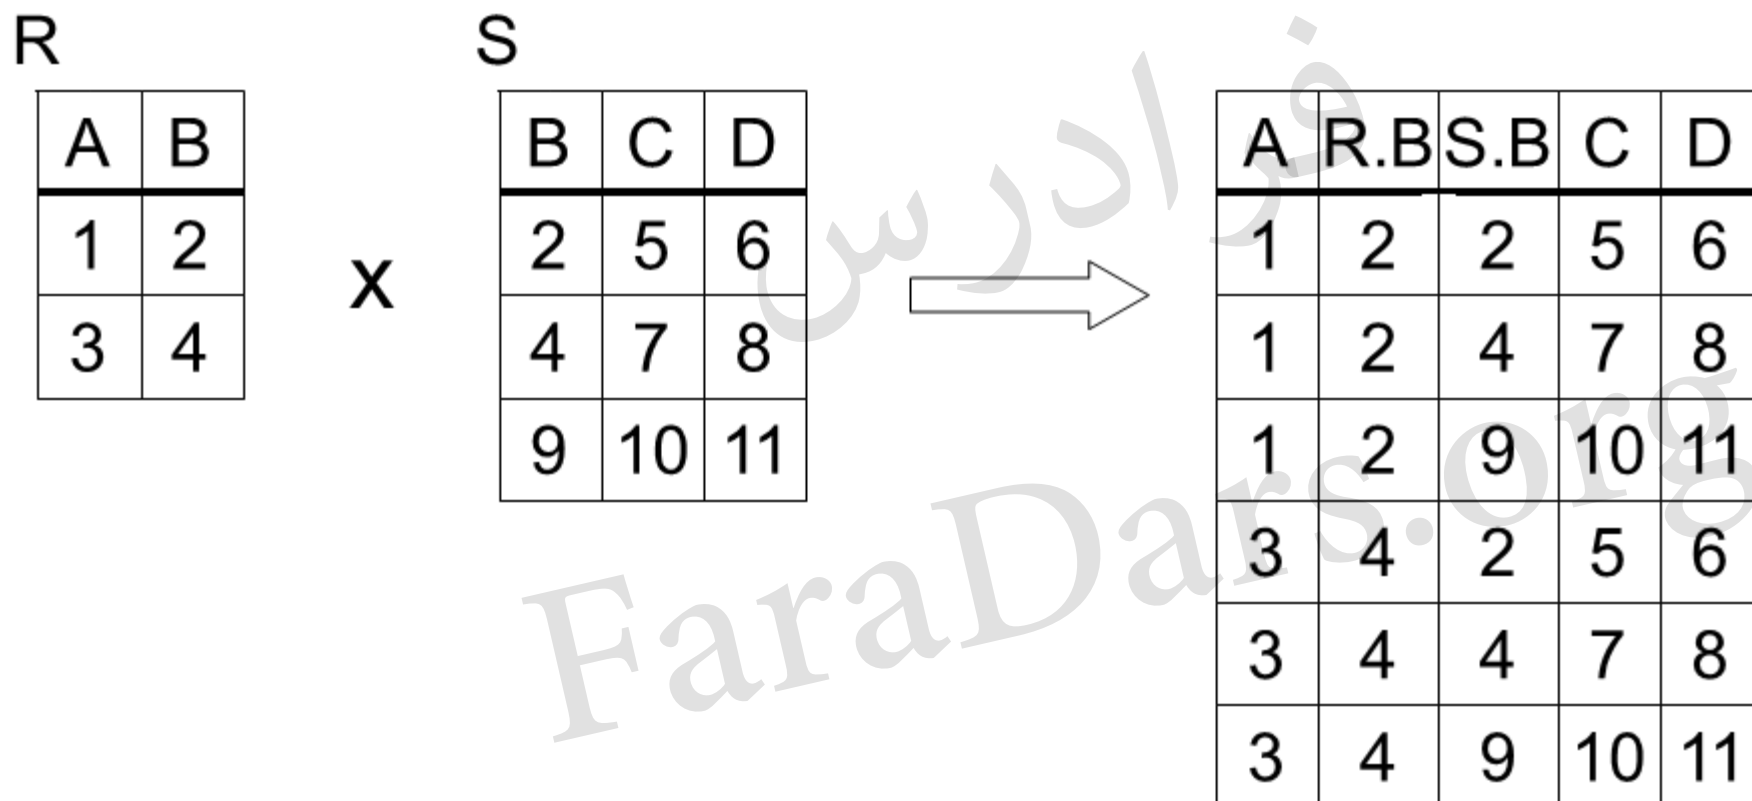 R
A B
1 2
3 4
x
S
B C D
2 5 6
4 7 8
9 10 11
A R.B S.B C D
1 2 2 5 6
1 2 4 7 8
1 2 9 10 11
3 4 2 5 6
3 4 4 7 8
3 4 9 10 11
فرادرس
FaraDars.org